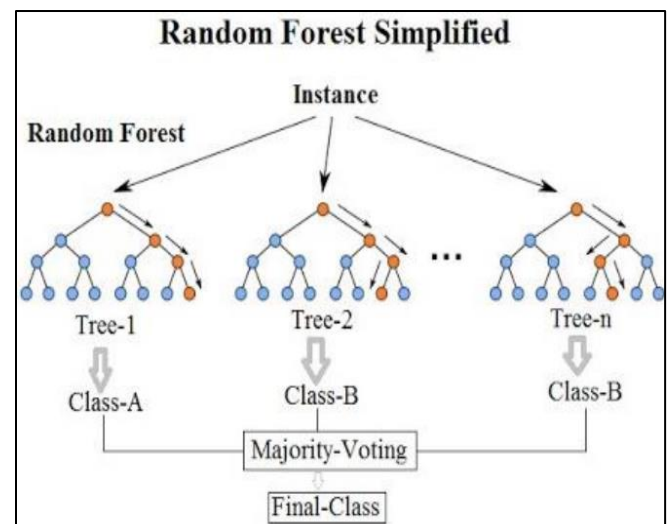 Random Forest Simplified
Instance
Random Forest
...
Tree-1
Tree-2
Tree-n
Class-A
Class-B
Class-B
Majority-Voting
Final-Class